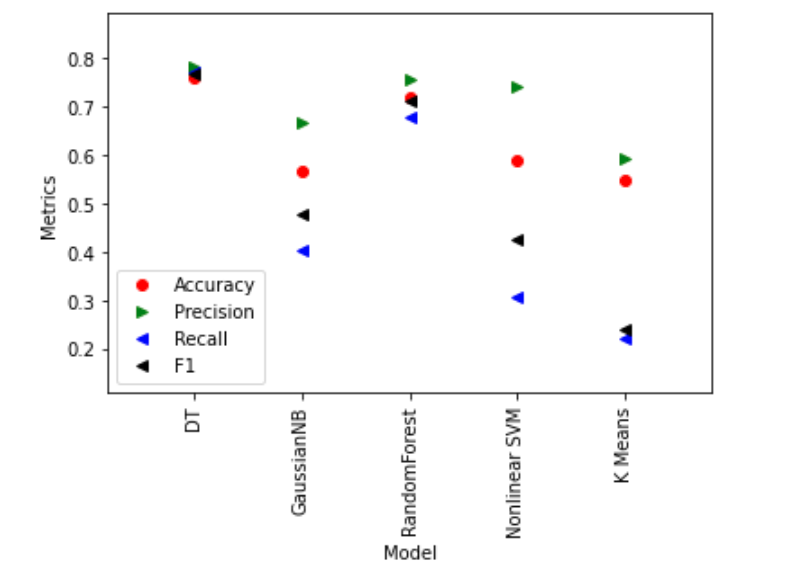 Metrics
0.8
0.7
0.6
0.5
0.4
0.3
0.2
Accuracy
Precision
Recall
F1
DT
GaussianNB
RandomForest
Nonlinear SVM
K Means
Model